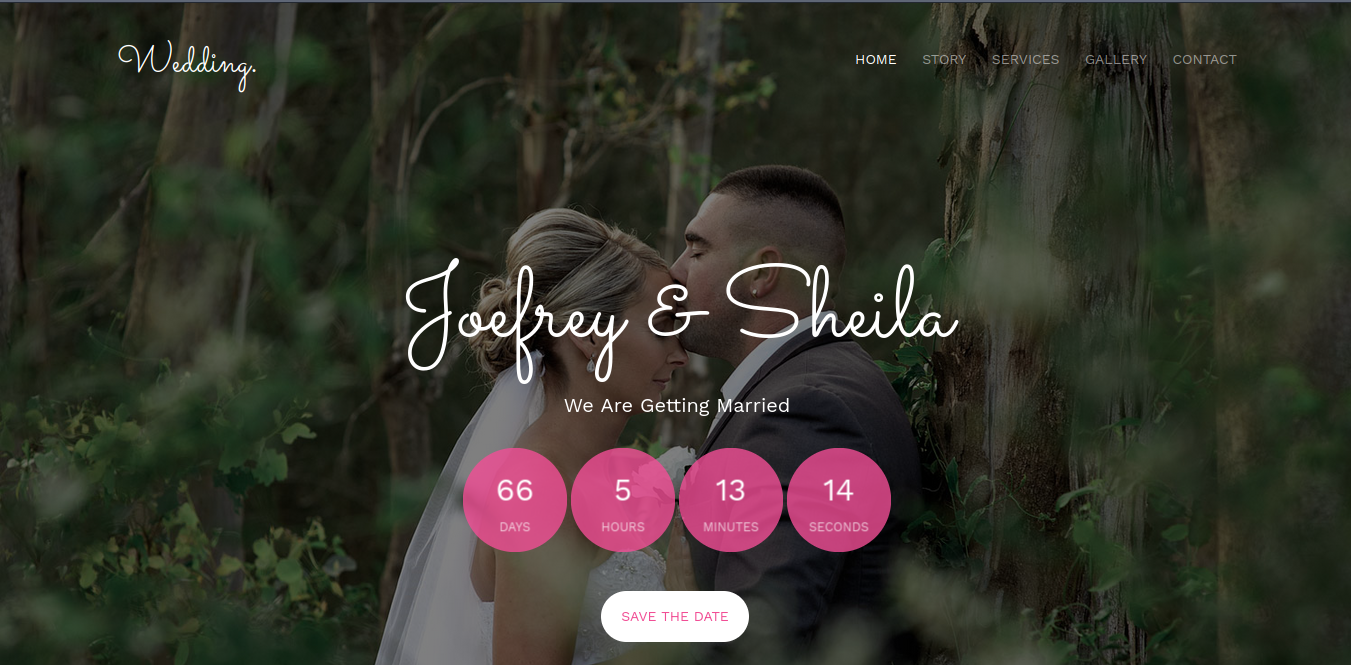 Wedding.
HOME STORY SERVICES GALLERY CONTACT
Joefrey & Sheila
We Are Getting Married
66 5 13 14
DAYS HOURS MINUTES SECONDS
SAVE THE DATE